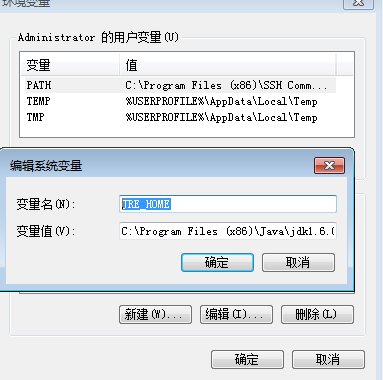 环境变量
Administrator 的用户变量(U)
变量 值
PATH C:\Program Files (x86)\SSH Comm...
TEMP %USERPROFILE%\AppData\Local\Temp
TMP %USERPROFILE%\AppData\Local\Temp
编辑系统变量
变量名(N): JRE_HOME
变量值(V): C:\Program Files (x86)\Java\jdk1.6.
确定 取消
新建(W)... 编辑(I)... 删除(L)
确定 取消